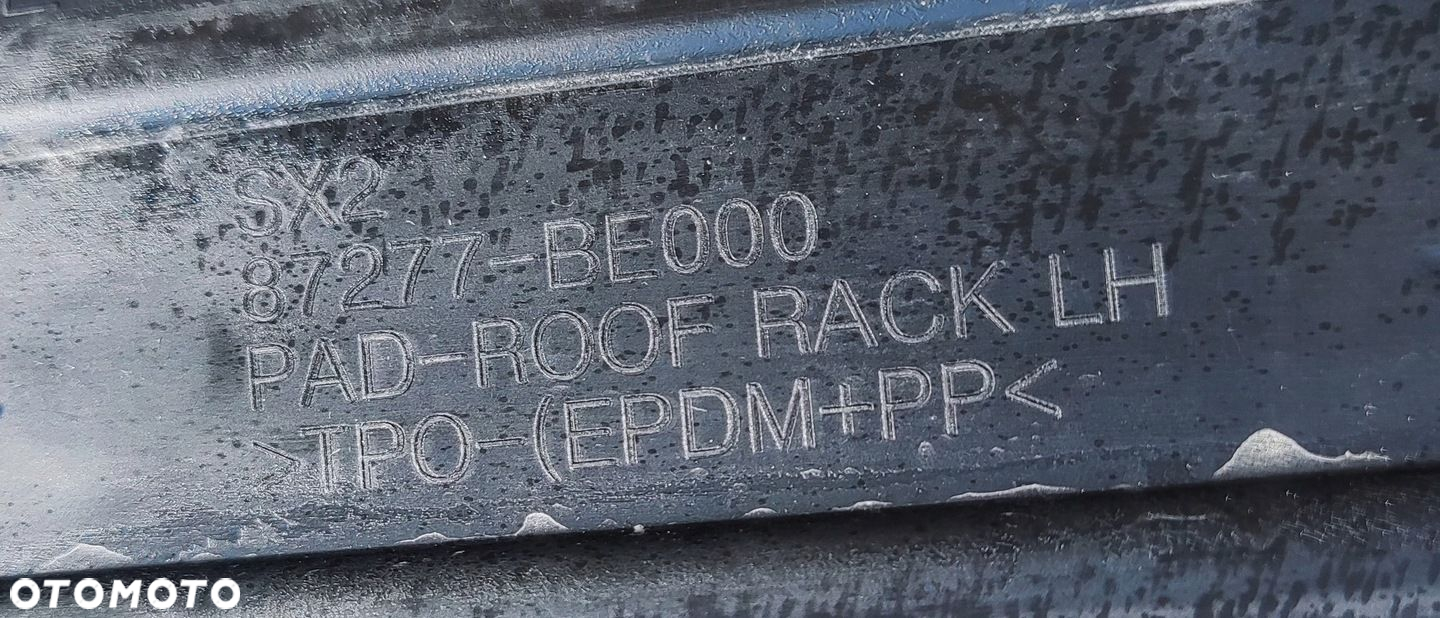 SX2
87277-BE000
PAD-ROOF RACK LH
>TPO-(EPDM+PP<
OTOMOTO